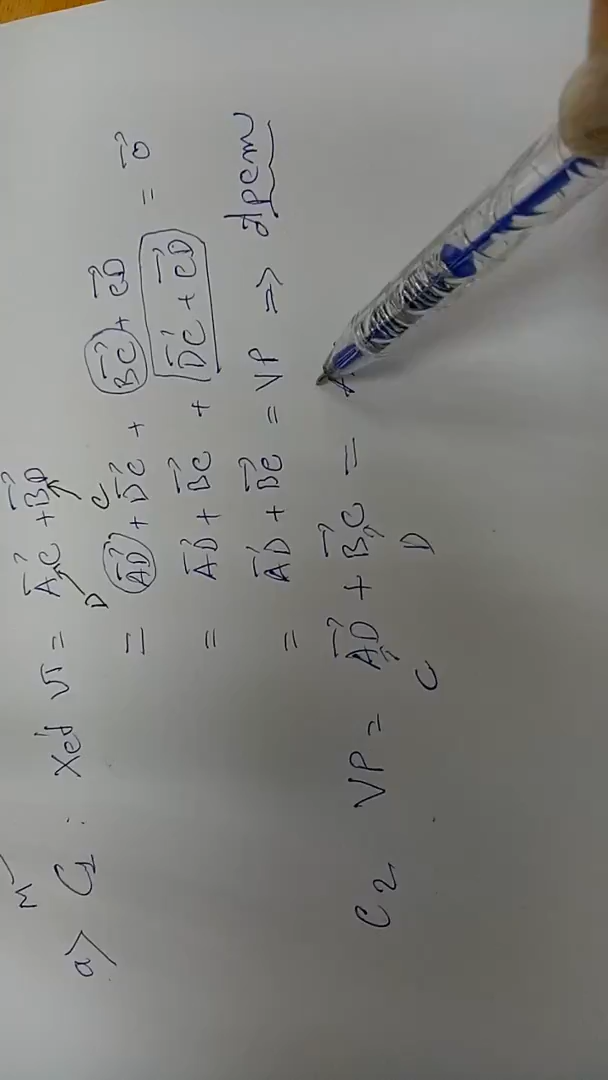 M
a) C1 : Xét VT = A⃗C + B⃗D
D C
= A⃗D + D⃗C + B⃗C + C⃗D
= A⃗D + B⃗C + D⃗C + C⃗D = 0⃗
= A⃗D + B⃗C = VP => đpcm
C2 VP = A⃗D + B⃗C = A
C D